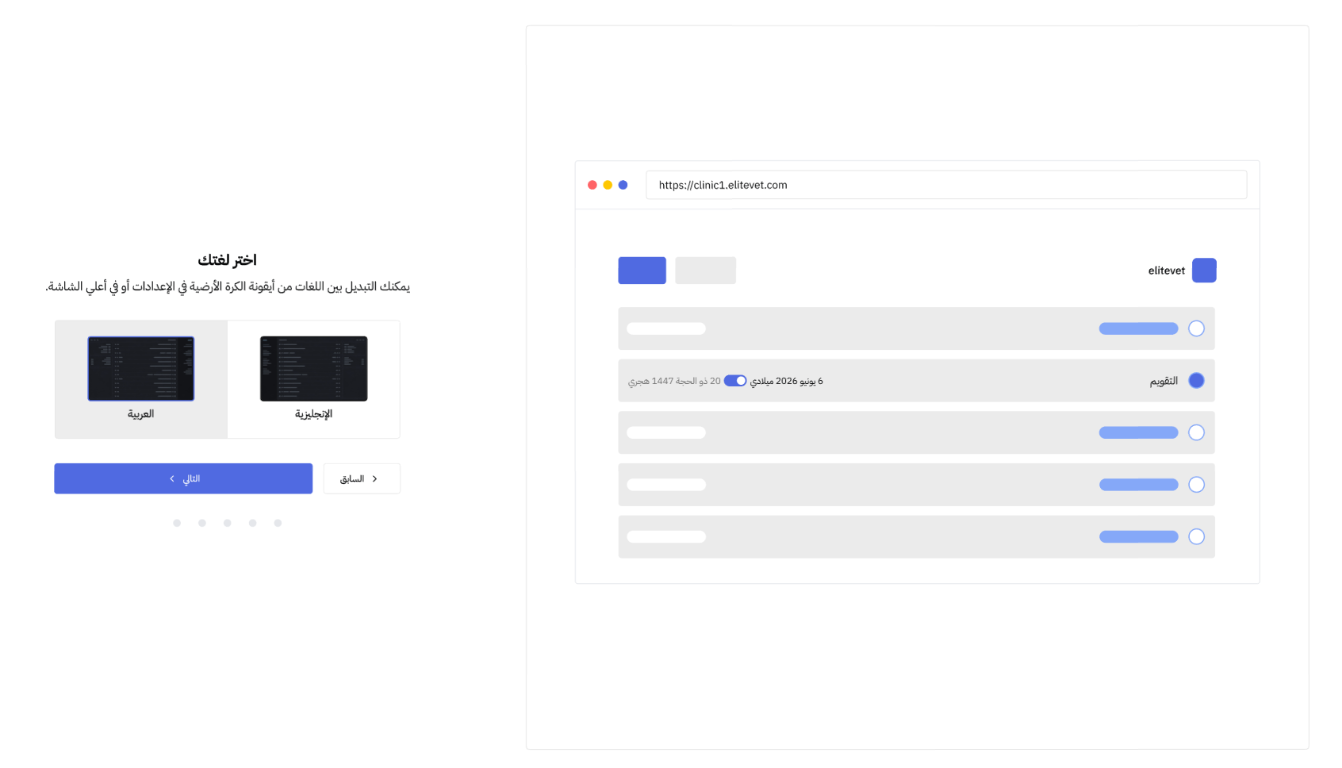 اختر لغتك
يمكنك التبديل بين اللغات من أيقونة الكرة الأرضية في الإعدادات أو في أعلي الشاشة.
الإنجليزية
العربية
السابق
التالي
https://clinic1.elitevet.com
elitevet
التقويم
6 يونيو 2026 ميلادي
20 ذو الحجة 1447 هجري